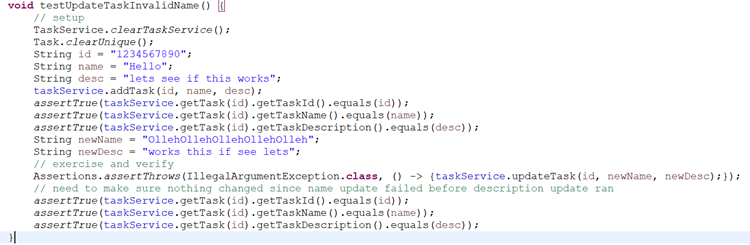 void testUpdateTaskInvalidName() {
// setup
TaskService.clearTaskService();
Task.clearUnique();
String id = "1234567890";
String name = "Hello";
String desc = "lets see if this works";
taskService.addTask(id, name, desc);
assertTrue(taskService.getTask(id).getTaskId().equals(id));
assertTrue(taskService.getTask(id).getTaskName().equals(name));
assertTrue(taskService.getTask(id).getTaskDescription().equals(desc));
String newName = "OllehOllehOllehOllehOlleh";
String newDesc = "works this if see lets";
// exercise and verify
Assertions.assertThrows(IllegalArgumentException.class, () -> {taskService.updateTask(id, newName, newDesc);});
// need to make sure nothing changed since name update failed before description update ran
assertTrue(taskService.getTask(id).getTaskId().equals(id));
assertTrue(taskService.getTask(id).getTaskName().equals(name));
assertTrue(taskService.getTask(id).getTaskDescription().equals(desc));
}